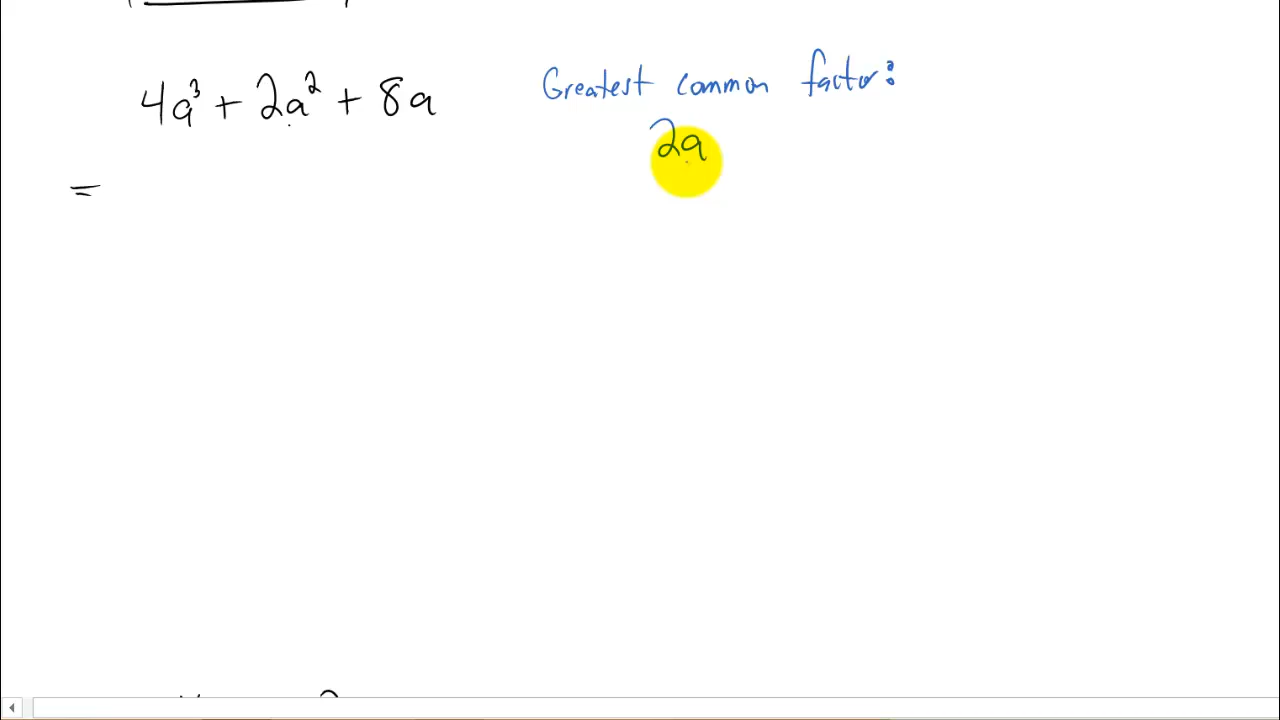 4a³ + 2a² + 8a
Greatest common factor:
2a
=